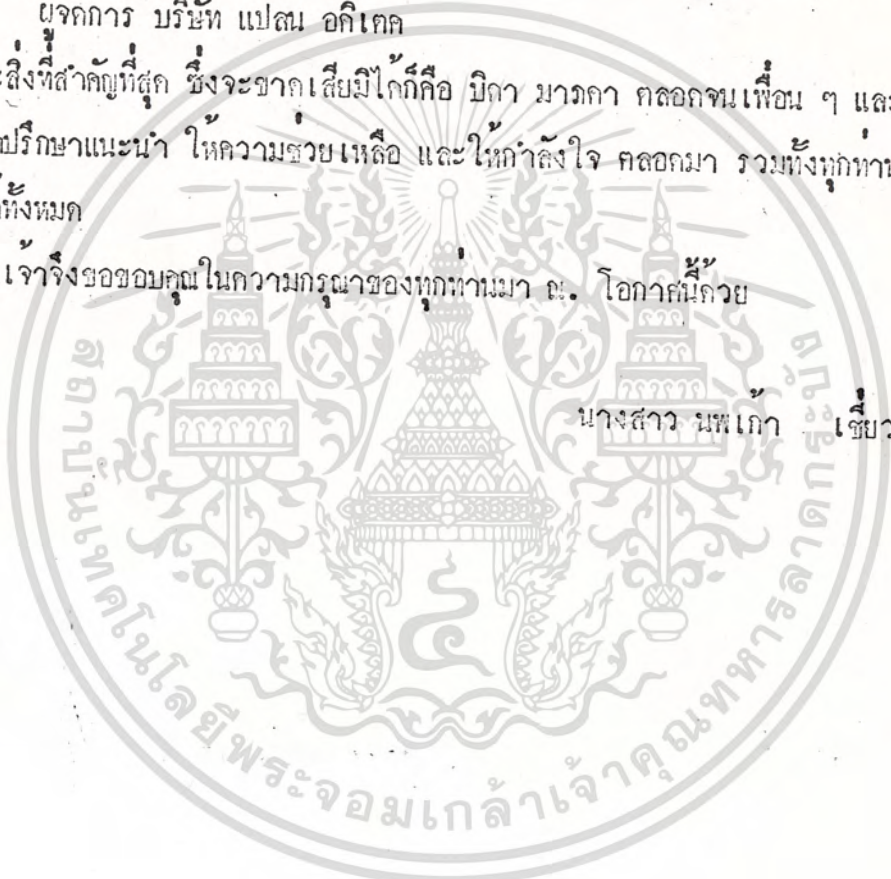 ผู้จัดการ บริษัท แปลน อคิเตค
ะสิ่งที่สำคัญที่สุด ซึ่งจะขาดเสียมิได้ก็คือ บิดา มารดา ตลอดจนเพื่อน ๆ และ
ปรึกษาแนะนำ ให้ความช่วยเหลือ และให้กำลังใจ ตลอดมา รวมทั้งทุกท่าน
ทั้งหมด
เจ้าจึงขอขอบคุณในความกรุณาของทุกท่านมา ณ. โอกาสนี้ด้วย
นางสาว นพเก้า เชี่ยว
สถาบันเทคโนโลยีพระจอมเกล้าเจ้าคุณทหารลาดกระบัง
๔